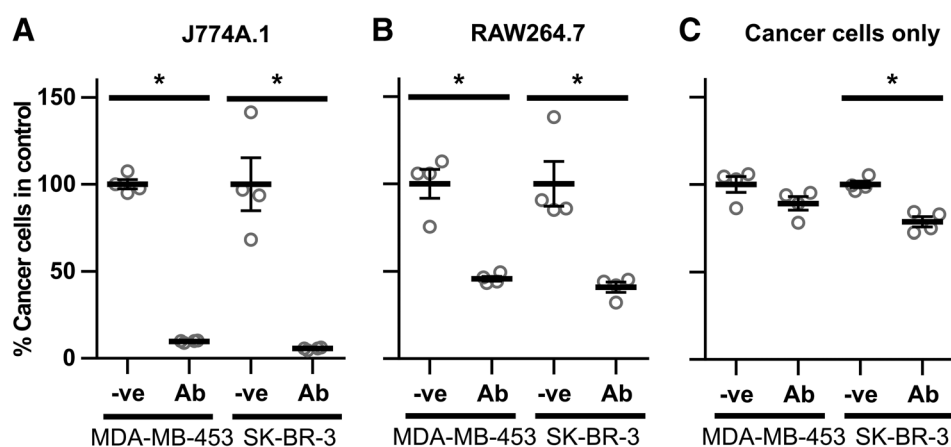 A J774A.1 B RAW264.7 C Cancer cells only
* * * * *
% Cancer cells in control
150
100
50
0
-ve Ab -ve Ab -ve Ab -ve Ab -ve Ab -ve Ab
MDA-MB-453 SK-BR-3 MDA-MB-453 SK-BR-3 MDA-MB-453 SK-BR-3